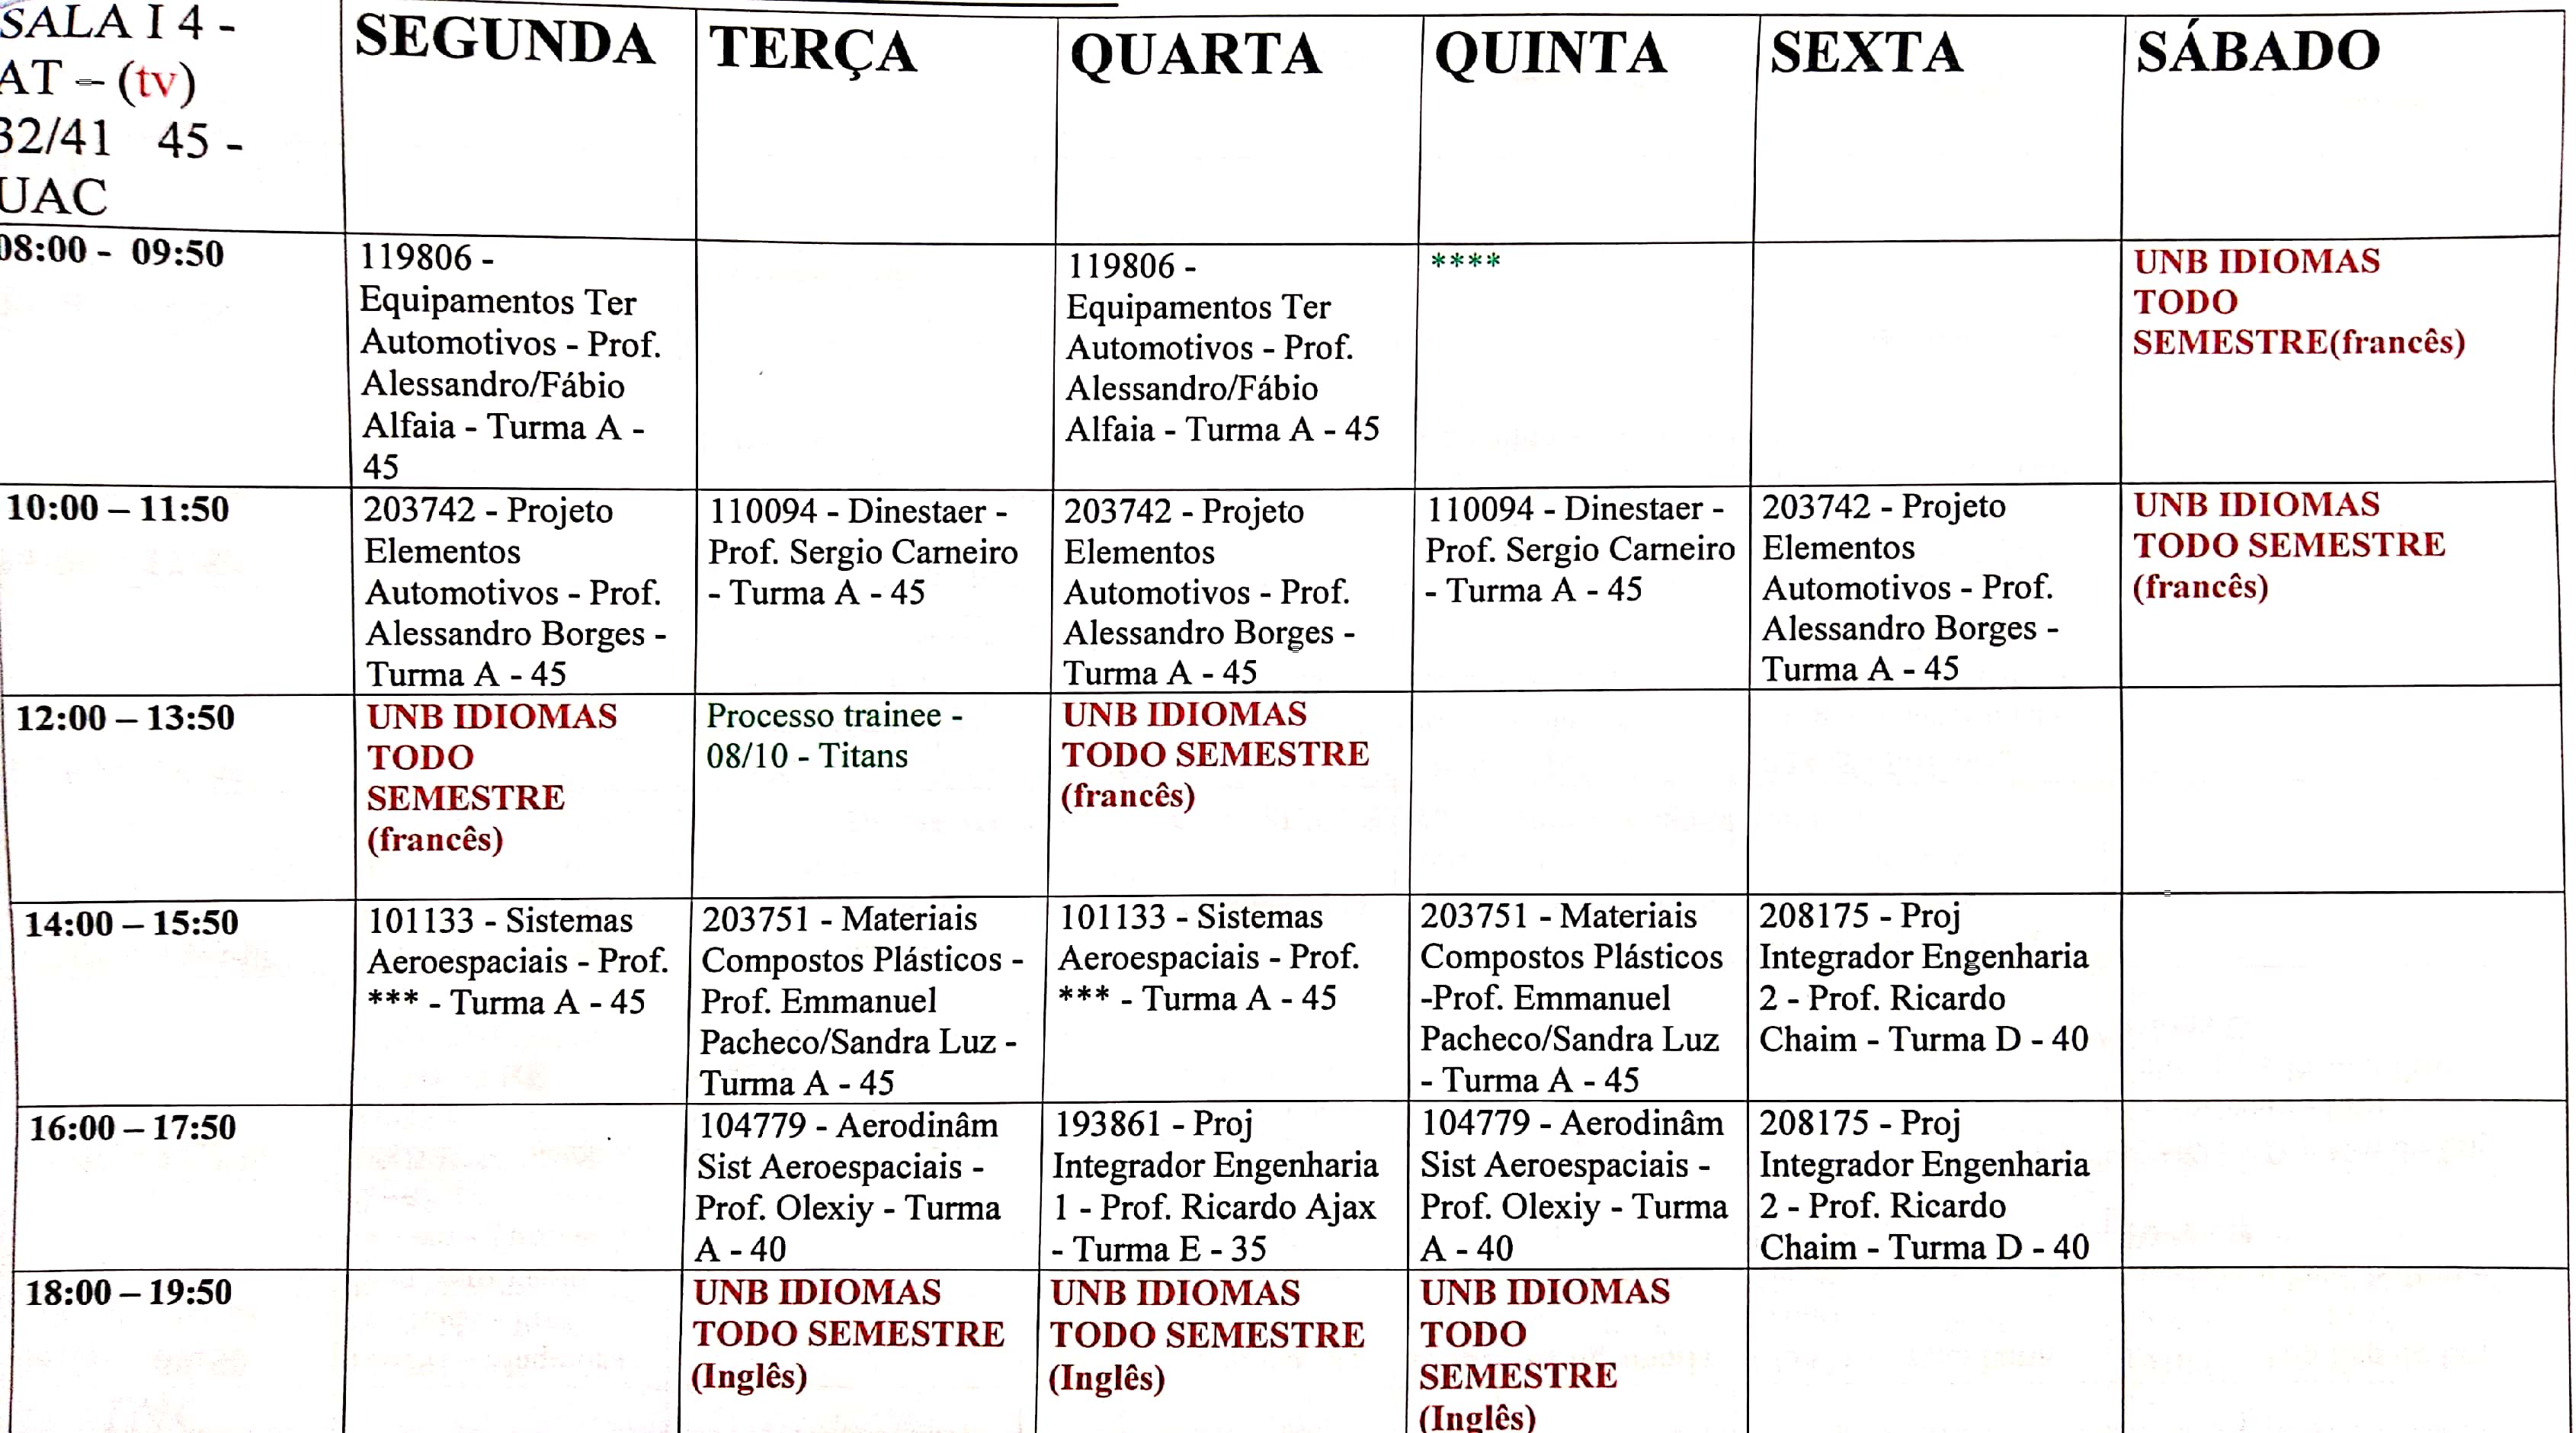 SALA I 4 -
AT – (tv)
32/41 45 -
UAC
SEGUNDA
TERÇA
QUARTA
QUINTA
SEXTA
SÁBADO
08:00 - 09:50
119806 -
Equipamentos Ter
Automotivos - Prof.
Alessandro/Fábio
Alfaia - Turma A -
45
119806 -
Equipamentos Ter
Automotivos - Prof.
Alessandro/Fábio
Alfaia - Turma A - 45
****
UNB IDIOMAS
TODO
SEMESTRE(francês)
10:00 – 11:50
203742 - Projeto
Elementos
Automotivos - Prof.
Alessandro Borges -
Turma A - 45
110094 - Dinestaer -
Prof. Sergio Carneiro
- Turma A - 45
203742 - Projeto
Elementos
Automotivos - Prof.
Alessandro Borges -
Turma A - 45
110094 - Dinestaer -
Prof. Sergio Carneiro
- Turma A - 45
203742 - Projeto
Elementos
Automotivos - Prof.
Alessandro Borges -
Turma A - 45
UNB IDIOMAS
TODO SEMESTRE
(francês)
12:00 – 13:50
UNB IDIOMAS
TODO
SEMESTRE
(francês)
Processo trainee -
08/10 - Titans
UNB IDIOMAS
TODO SEMESTRE
(francês)
14:00 – 15:50
101133 - Sistemas
Aeroespaciais - Prof.
*** - Turma A - 45
203751 - Materiais
Compostos Plásticos -
Prof. Emmanuel
Pacheco/Sandra Luz -
Turma A - 45
101133 - Sistemas
Aeroespaciais - Prof.
*** - Turma A - 45
203751 - Materiais
Compostos Plásticos
-Prof. Emmanuel
Pacheco/Sandra Luz
- Turma A - 45
208175 - Proj
Integrador Engenharia
2 - Prof. Ricardo
Chaim - Turma D - 40
16:00 – 17:50
104779 - Aerodinâm
Sist Aeroespaciais -
Prof. Olexiy - Turma
A - 40
193861 - Proj
Integrador Engenharia
1 - Prof. Ricardo Ajax
- Turma E - 35
104779 - Aerodinâm
Sist Aeroespaciais -
Prof. Olexiy - Turma
A - 40
208175 - Proj
Integrador Engenharia
2 - Prof. Ricardo
Chaim - Turma D - 40
18:00 – 19:50
UNB IDIOMAS
TODO SEMESTRE
(Inglês)
UNB IDIOMAS
TODO SEMESTRE
(Inglês)
UNB IDIOMAS
TODO
SEMESTRE
(Inglês)